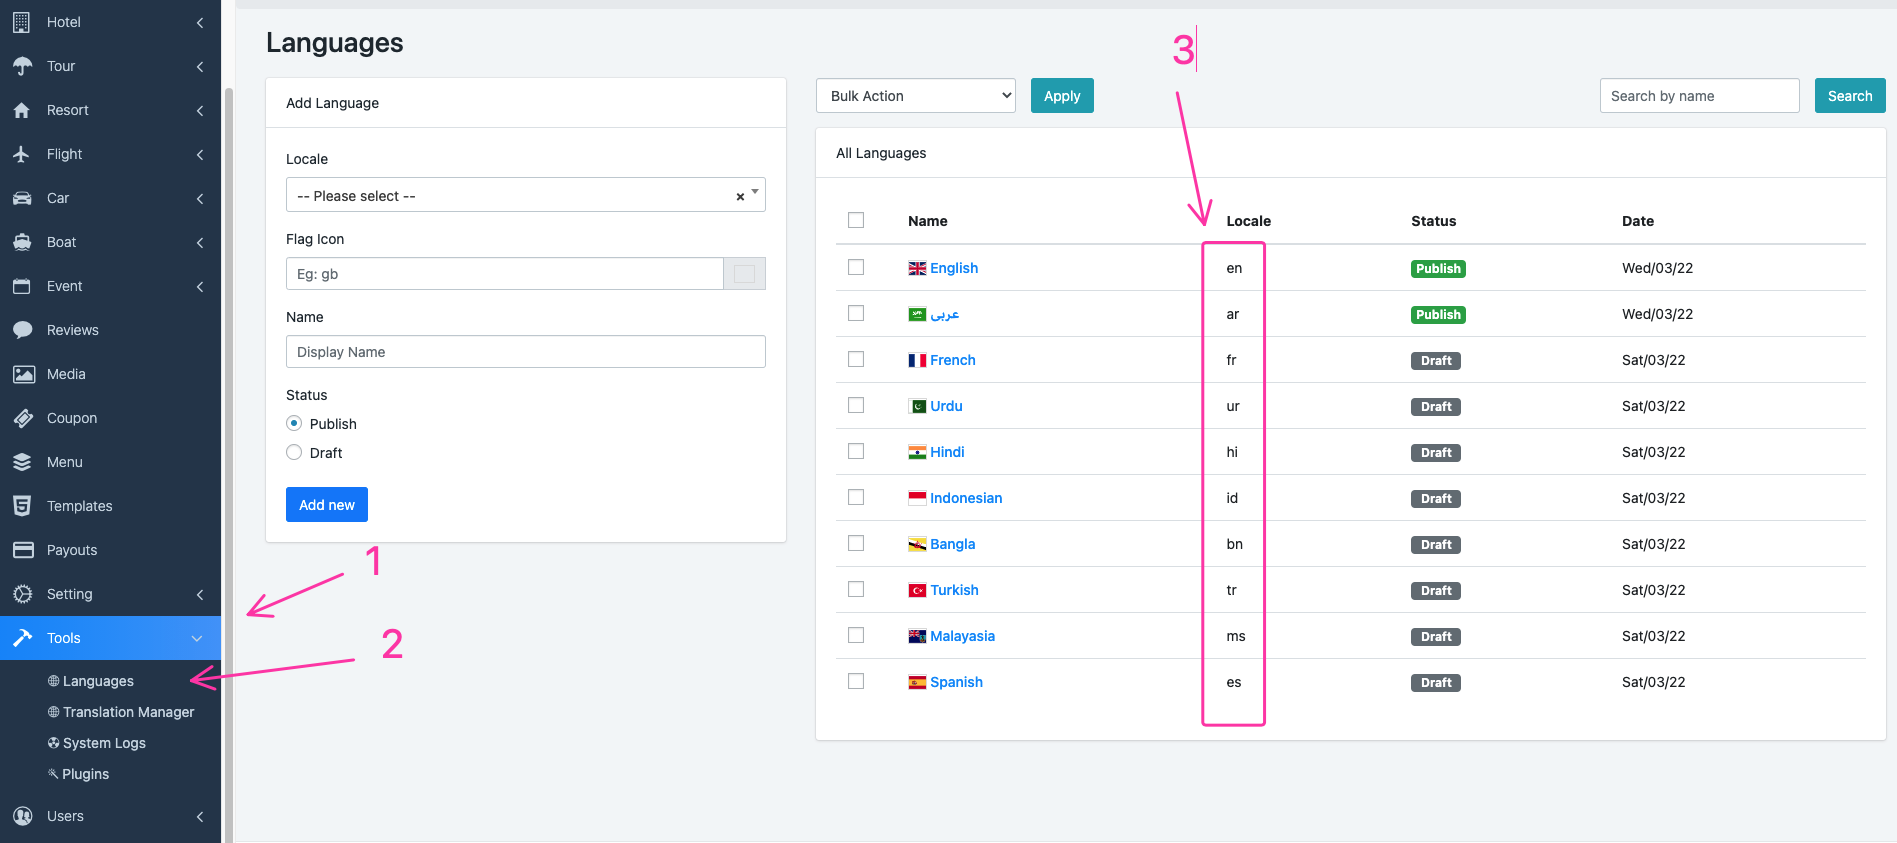 Hotel
Tour
Resort
Flight
Car
Boat
Event
Reviews
Media
Coupon
Menu
Templates
Payouts
Setting
Tools
Languages
Translation Manager
System Logs
Plugins
Users
Languages
Add Language
Locale
-- Please select -- × 
Flag Icon
Eg: gb
Name
Display Name
Status
Publish
Draft
Add new
1
2
3
Bulk Action
Apply
Search by name
Search
All Languages
Name Locale Status Date
English en Publish Wed/03/22
عربى ar Publish Wed/03/22
French fr Draft Sat/03/22
Urdu ur Draft Sat/03/22
Hindi hi Draft Sat/03/22
Indonesian id Draft Sat/03/22
Bangla bn Draft Sat/03/22
Turkish tr Draft Sat/03/22
Malayasia ms Draft Sat/03/22
Spanish es Draft Sat/03/22